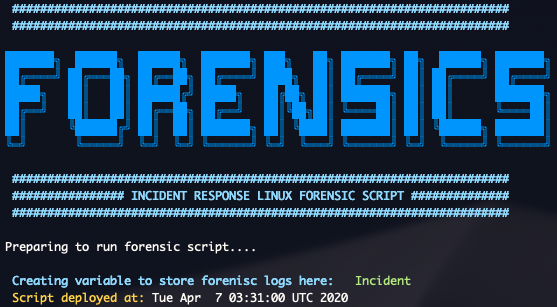 ######################################################################
######################################################################
FORENSICS
######################################################################
################ INCIDENT RESPONSE LINUX FORENSIC SCRIPT ##############
######################################################################
Preparing to run forensic script....
Creating variable to store forenisc logs here: Incident
Script deployed at: Tue Apr 7 03:31:00 UTC 2020